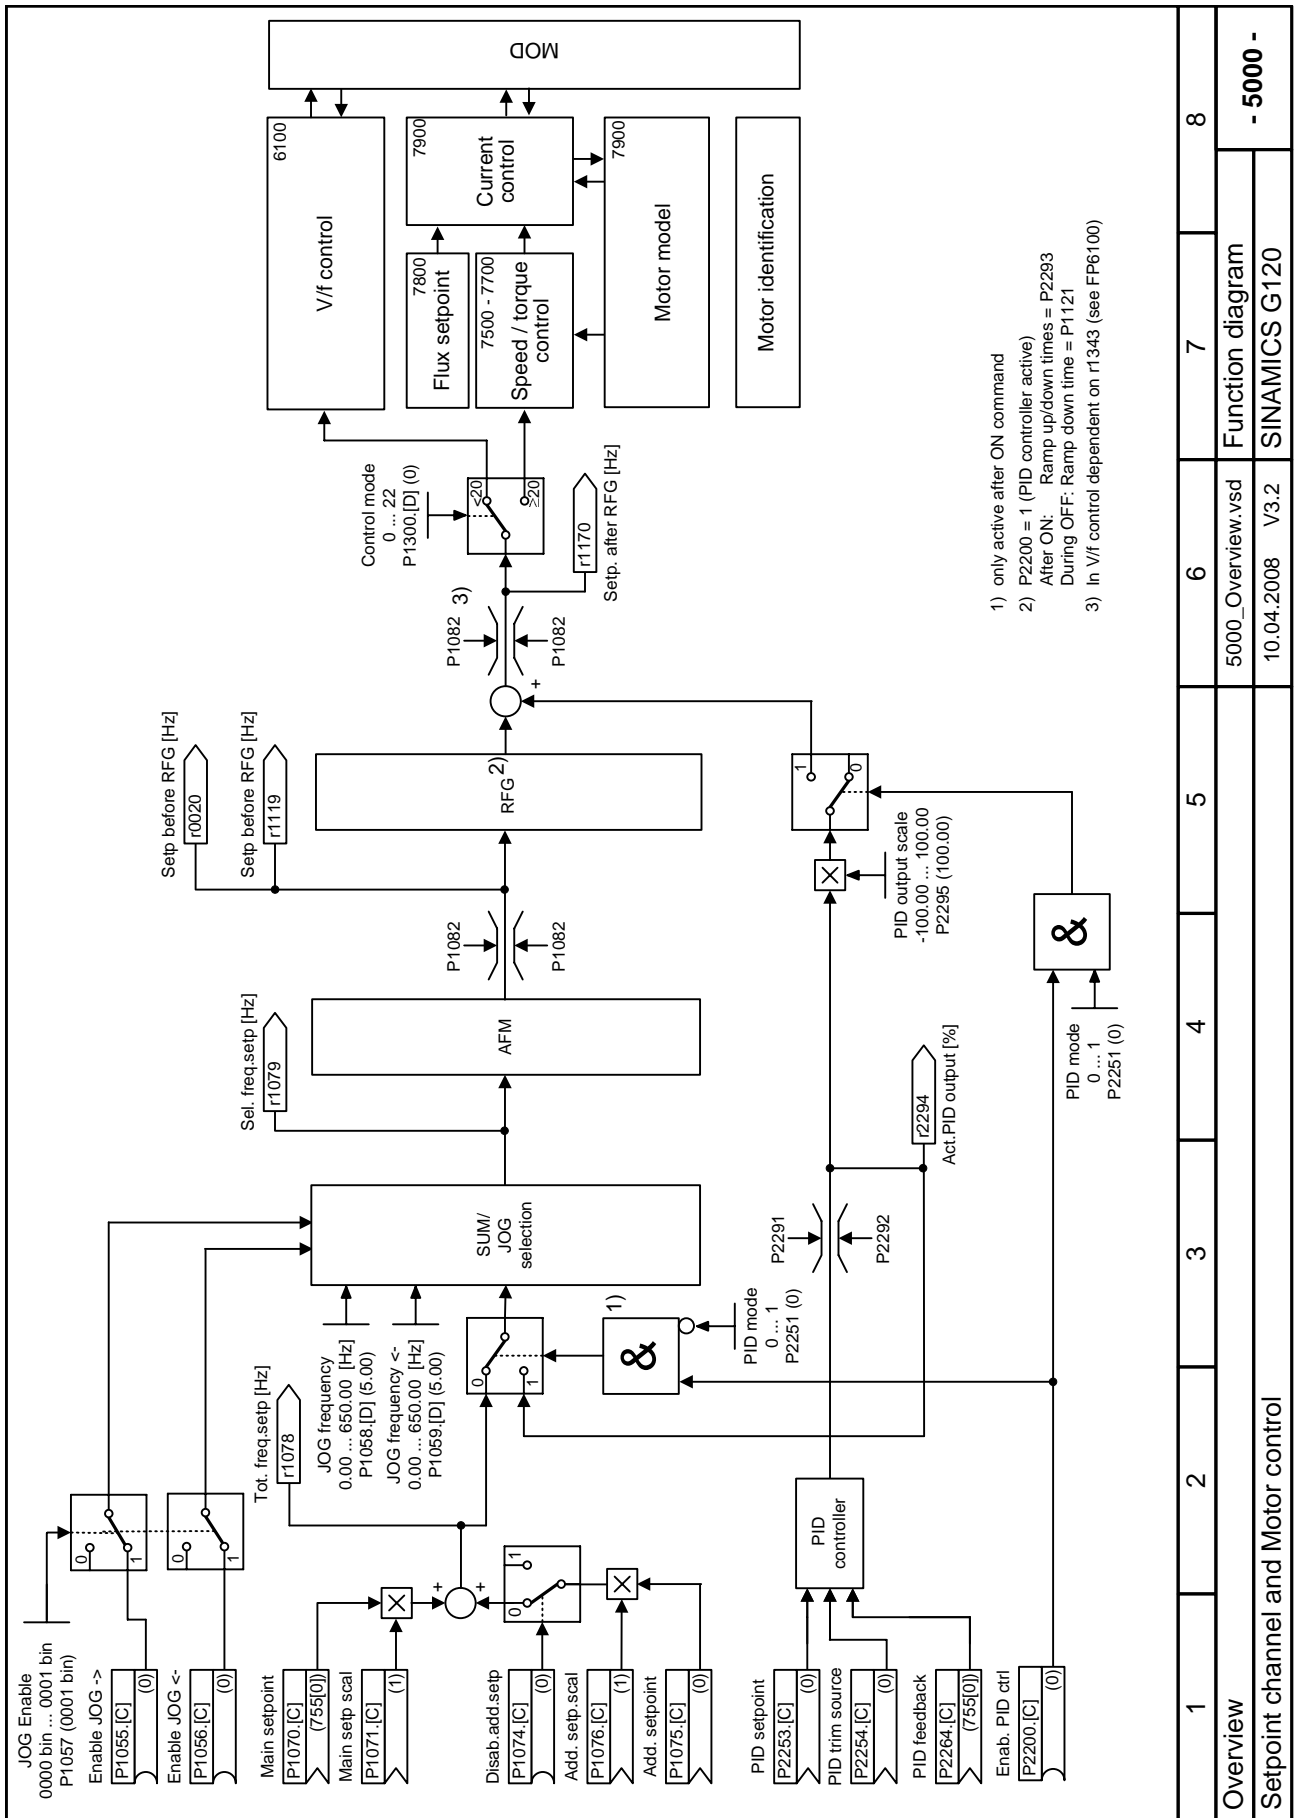 JOG Enable
0000 bin ... 0001 bin
P1057 (0001 bin)
Enable JOG ->
P1055.[C]
(0)
Enable JOG <-
P1056.[C]
(0)
0
1
0
1
Main setpoint
P1070.[C]
(755[0])
Main setp scal
P1071.[C]
(1)
+
+
Disab.add.setp
P1074.[C]
(0)
Add. setp.scal
P1076.[C]
(1)
Add. setpoint
P1075.[C]
(0)
0
1
PID setpoint
P2253.[C]
(0)
PID trim source
P2254.[C]
(0)
PID feedback
P2264.[C]
(755[0])
Enab. PID ctrl
P2200.[C]
(0)
PID
controller
Tot. freq.setp [Hz]
r1078
JOG frequency
0.00 ... 650.00 [Hz]
P1058.[D] (5.00)
JOG frequency <-
0.00 ... 650.00 [Hz]
P1059.[D] (5.00)
0
1
&
1)
PID mode
0 ... 1
P2251 (0)
SUM/
JOG
selection
P2291
P2292
Sel. freq.setp [Hz]
r1079
AFM
r2294
Act.PID output [%]
PID mode
0 ... 1
P2251 (0)
&
P1082
P1082
Setp before RFG [Hz]
r0020
Setp before RFG [Hz]
r1119
RFG
2)
PID output scale
-100.00 ... 100.00
P2295 (100.00)
1
0
+
P1082
P1082
3)
Control mode
0 ... 22
P1300.[D] (0)
<20
≥20
r1170
Setp. after RFG [Hz]
6100
V/f control
7800
Flux setpoint
7500 - 7700
Speed / torque
control
7900
Current
control
7900
Motor model
Motor identification
MOD
1) only active after ON command
2) P2200 = 1 (PID controller active)
After ON: Ramp up/down times = P2293
During OFF: Ramp down time = P1121
3) In V/f control dependent on r1343 (see FP6100)
1 2 3 4 5 6 7 8
Overview
5000_Overview.vsd
Function diagram
- 5000 -
Setpoint channel and Motor control
10.04.2008 V3.2
SINAMICS G120